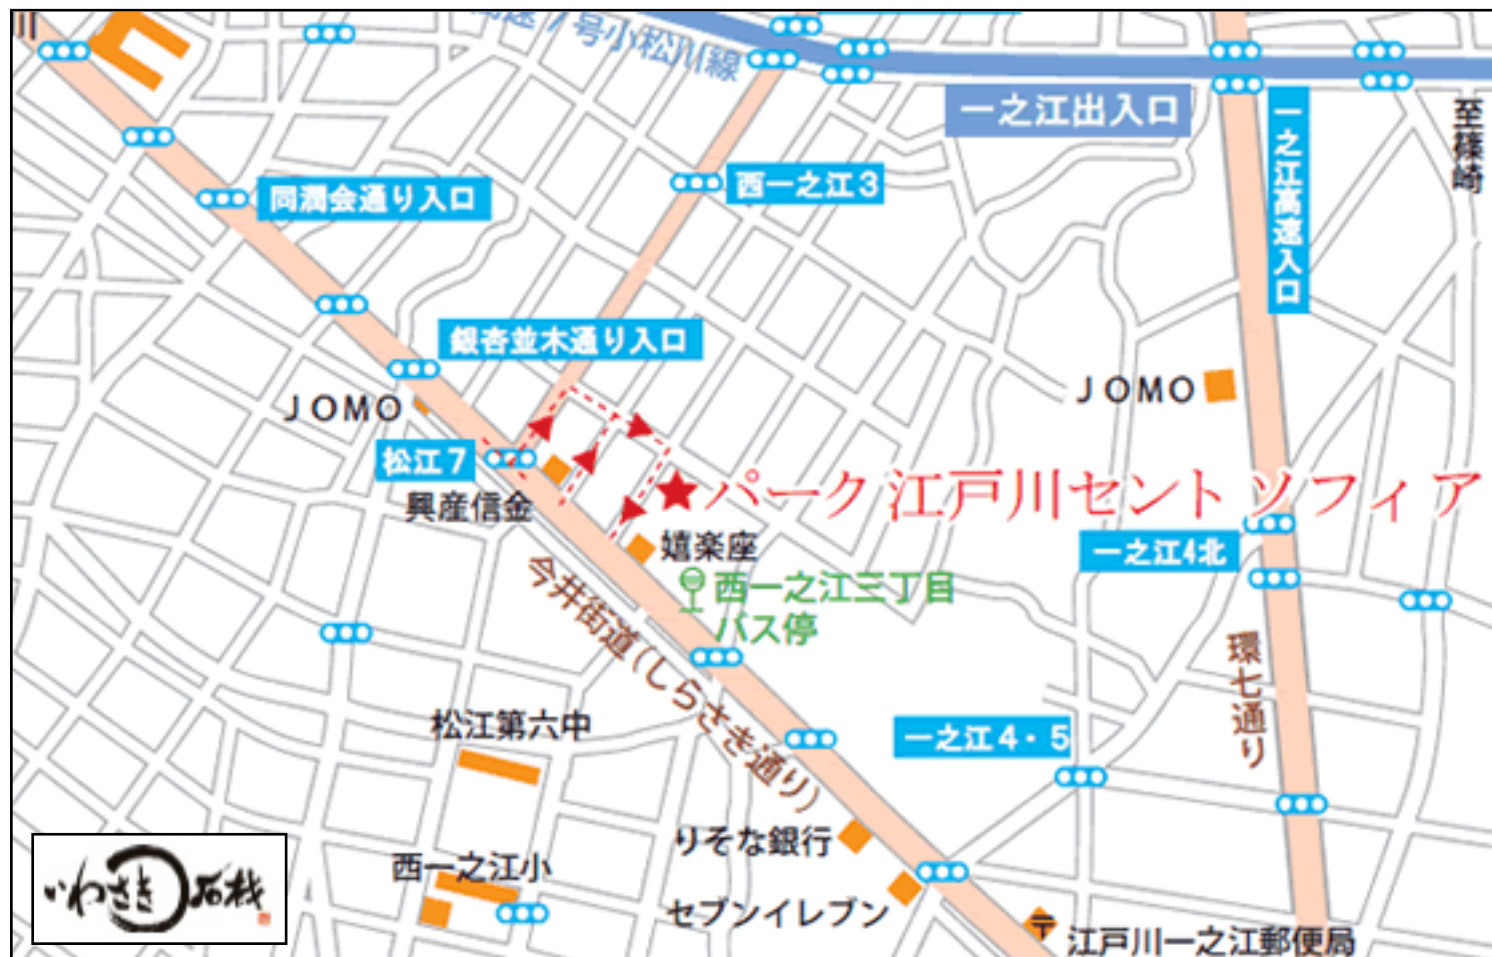 川
高速7号小松川線
一之江出入口
至篠崎
一之江高速入口
西一之江3
同潤会通り入口
銀杏並木通り入口
JOMO
JOMO
松江7
興産信金
パーク江戸川セントソフィア
嬉楽座
一之江4北
西一之江三丁目
バス停
今井街道(しらさき通り)
環七通り
松江第六中
一之江4・5
りそな銀行
西一之江小
セブンイレブン
江戸川一之江郵便局
いわさき石材